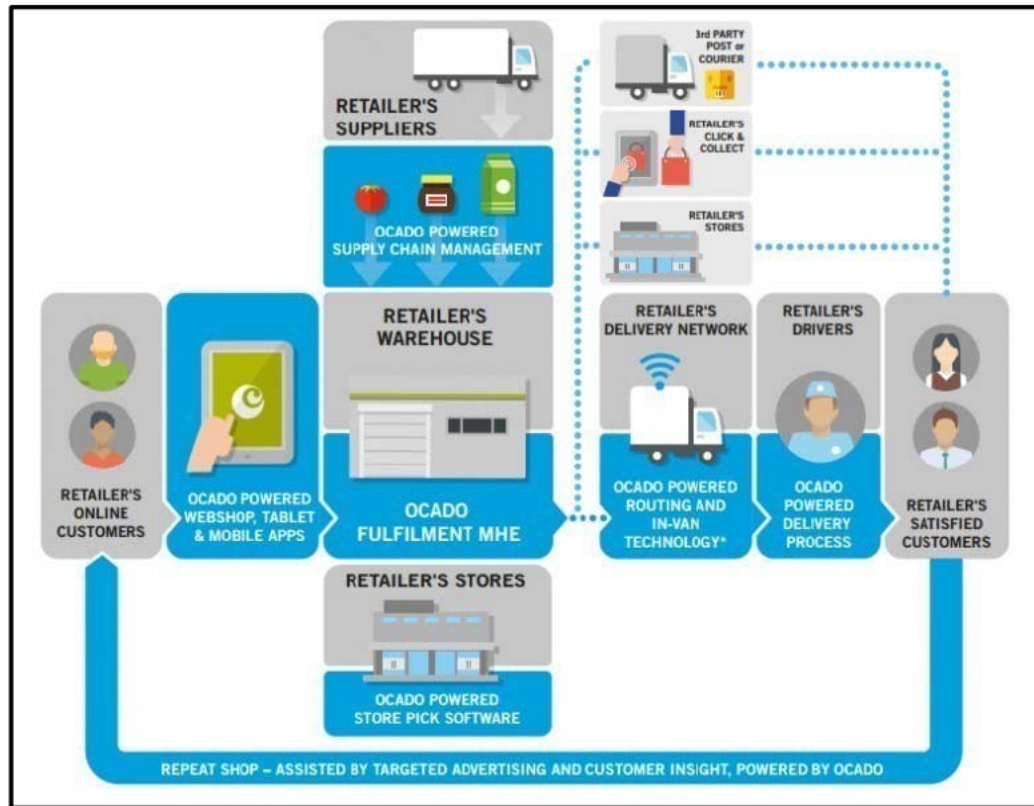 RETAILER'S
SUPPLIERS
OCADO POWERED
SUPPLY CHAIN MANAGEMENT
3rd PARTY
POST or
COURIER
RETAILER'S
CLICK &
COLLECT
RETAILER'S
STORES
RETAILER'S
ONLINE
CUSTOMERS
OCADO POWERED
WEBSHOP, TABLET
& MOBILE APPS
RETAILER'S
WAREHOUSE
OCADO
FULFILMENT MHE
RETAILER'S
DELIVERY NETWORK
OCADO POWERED
ROUTING AND
IN-VAN
TECHNOLOGY*
RETAILER'S
DRIVERS
OCADO
POWERED
DELIVERY
PROCESS
RETAILER'S
SATISFIED
CUSTOMERS
RETAILER'S STORES
OCADO POWERED
STORE PICK SOFTWARE
REPEAT SHOP – ASSISTED BY TARGETED ADVERTISING AND CUSTOMER INSIGHT, POWERED BY OCADO